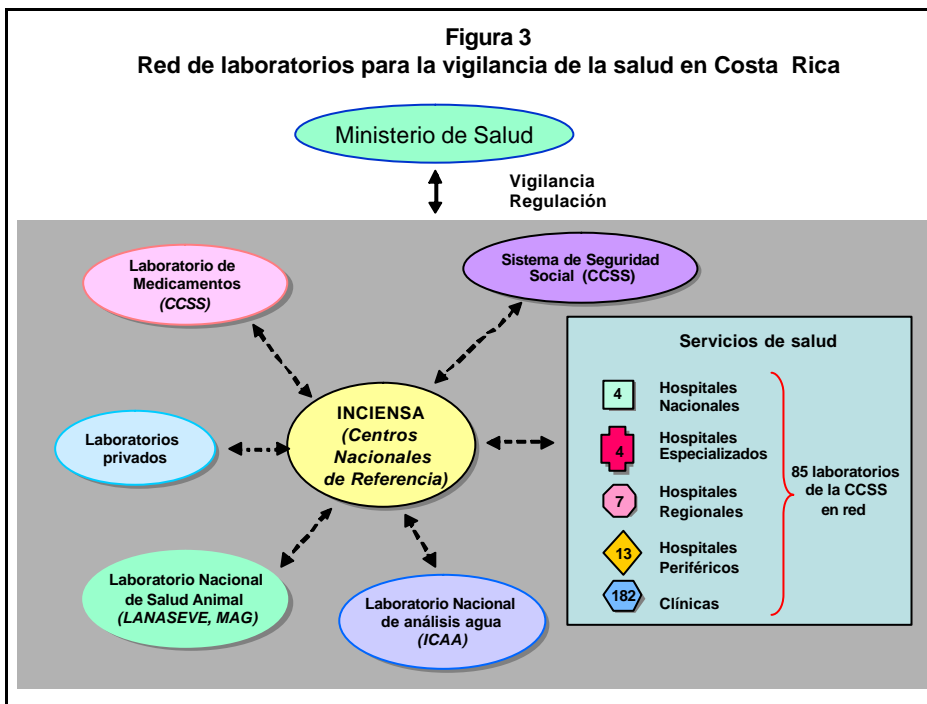 Figura 3
Red de laboratorios para la vigilancia de la salud en Costa Rica
Ministerio de Salud
Vigilancia
Regulación
Laboratorio de
Medicamentos
(CCSS)
Sistema de Seguridad
Social (CCSS)
INCIENSA
(Centros
Nacionales
de Referencia)
Laboratorios
privados
Laboratorio Nacional
de Salud Animal
(LANASEVE, MAG)
Laboratorio Nacional
de análisis agua
(ICAA)
Servicios de salud
4
Hospitales
Nacionales
4
Hospitales
Especializados
7
Hospitales
Regionales
13
Hospitales
Periféricos
182
Clínicas
85 laboratorios
de la CCSS
en red